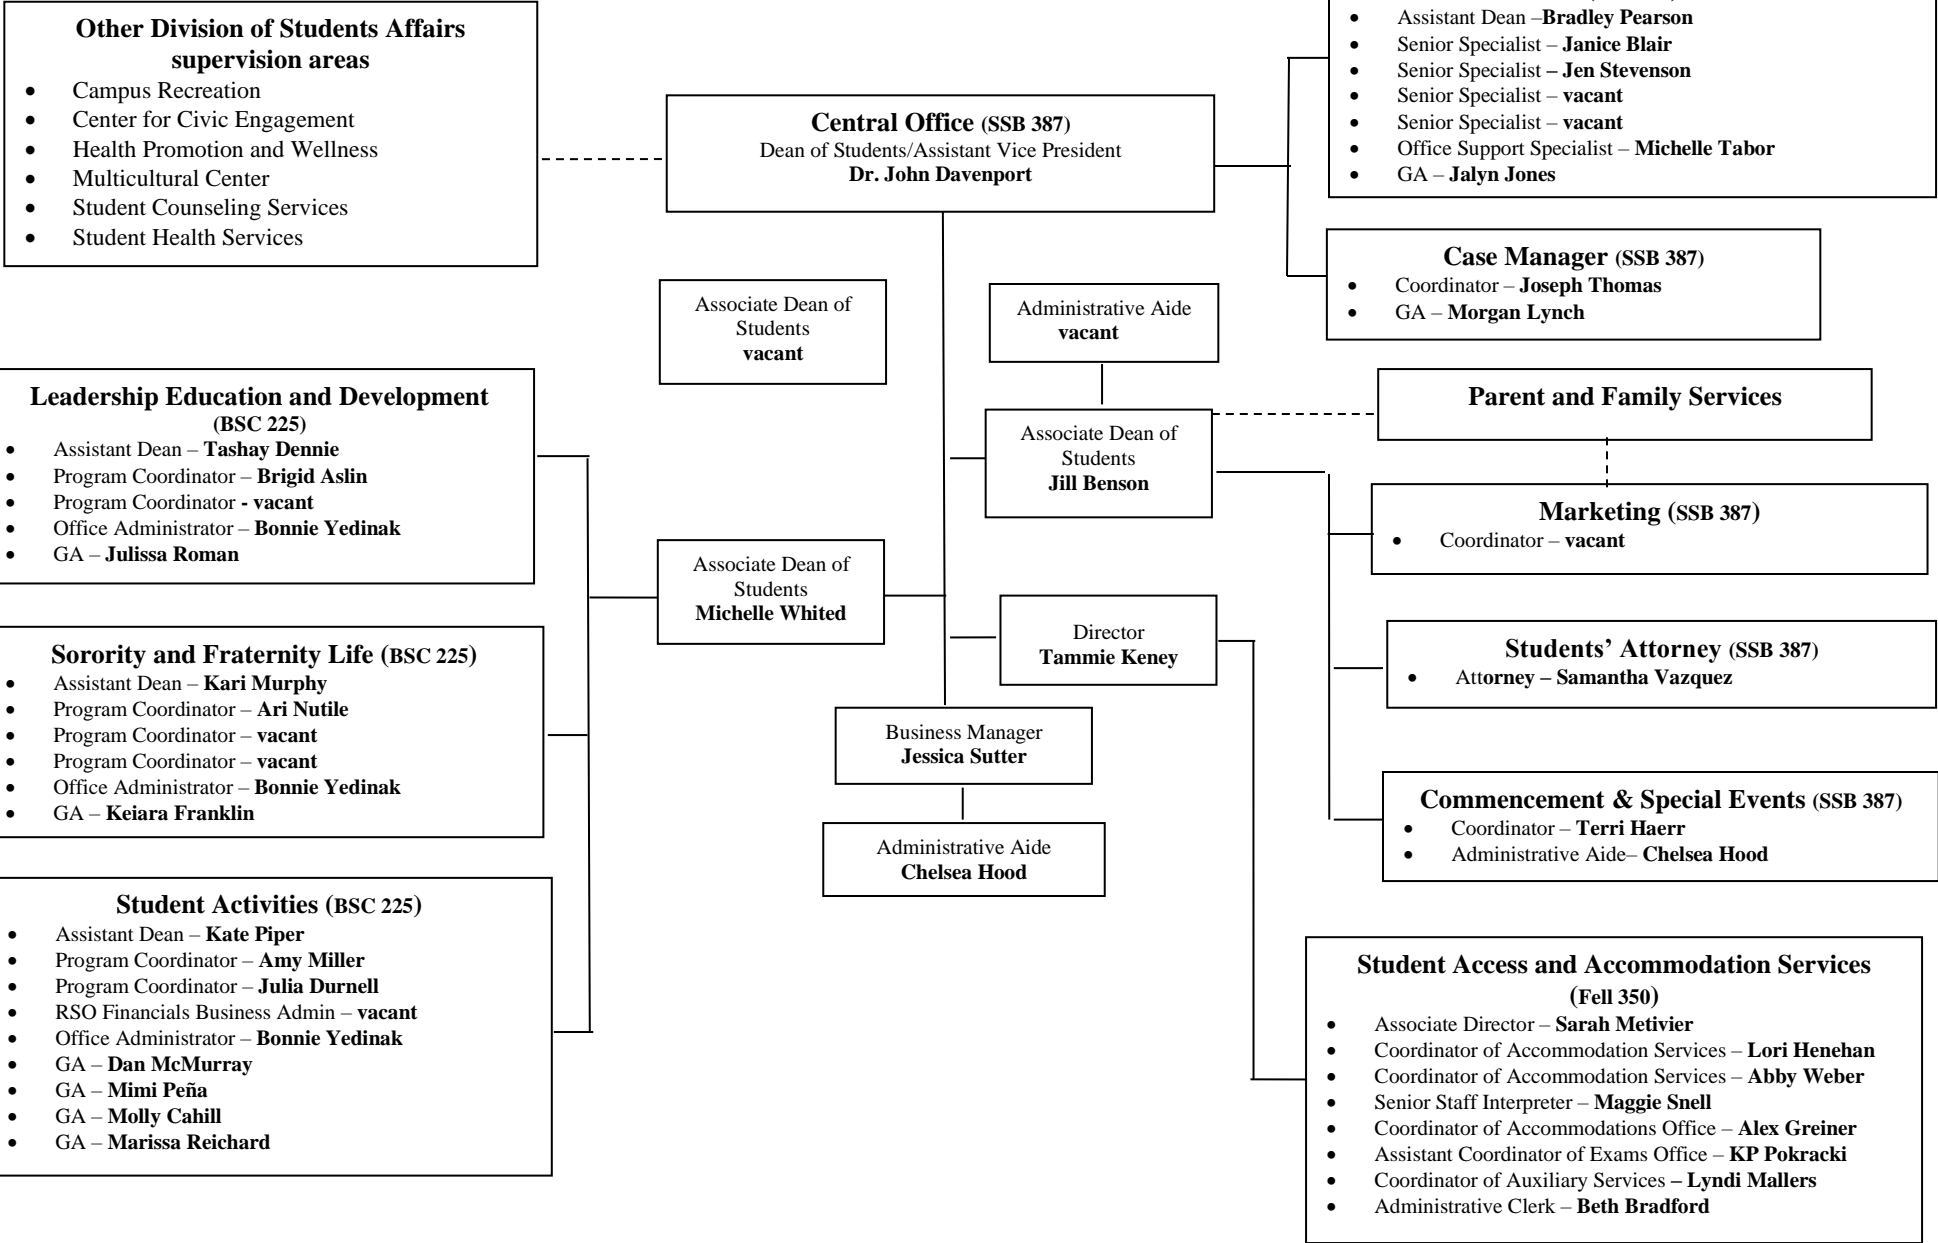 Other Division of Students Affairs
supervision areas
• Campus Recreation
• Center for Civic Engagement
• Health Promotion and Wellness
• Multicultural Center
• Student Counseling Services
• Student Health Services
Central Office (SSB 387)
Dean of Students/Assistant Vice President
Dr. John Davenport
• Assistant Dean –Bradley Pearson
• Senior Specialist – Janice Blair
• Senior Specialist – Jen Stevenson
• Senior Specialist – vacant
• Senior Specialist – vacant
• Office Support Specialist – Michelle Tabor
• GA – Jalyn Jones
Case Manager (SSB 387)
• Coordinator – Joseph Thomas
• GA – Morgan Lynch
Associate Dean of
Students
vacant
Administrative Aide
vacant
Leadership Education and Development
(BSC 225)
• Assistant Dean – Tashay Dennie
• Program Coordinator – Brigid Aslin
• Program Coordinator - vacant
• Office Administrator – Bonnie Yedinak
• GA – Julissa Roman
Associate Dean of
Students
Jill Benson
Parent and Family Services
Marketing (SSB 387)
• Coordinator – vacant
Associate Dean of
Students
Michelle Whited
Director
Tammie Keney
Students’ Attorney (SSB 387)
• Attorney – Samantha Vazquez
Sorority and Fraternity Life (BSC 225)
• Assistant Dean – Kari Murphy
• Program Coordinator – Ari Nutile
• Program Coordinator – vacant
• Program Coordinator – vacant
• Office Administrator – Bonnie Yedinak
• GA – Keiara Franklin
Business Manager
Jessica Sutter
Administrative Aide
Chelsea Hood
Commencement & Special Events (SSB 387)
• Coordinator – Terri Haerr
• Administrative Aide– Chelsea Hood
Student Activities (BSC 225)
• Assistant Dean – Kate Piper
• Program Coordinator – Amy Miller
• Program Coordinator – Julia Durnell
• RSO Financials Business Admin – vacant
• Office Administrator – Bonnie Yedinak
• GA – Dan McMurray
• GA – Mimi Peña
• GA – Molly Cahill
• GA – Marissa Reichard
Student Access and Accommodation Services
(Fell 350)
• Associate Director – Sarah Metivier
• Coordinator of Accommodation Services – Lori Henehan
• Coordinator of Accommodation Services – Abby Weber
• Senior Staff Interpreter – Maggie Snell
• Coordinator of Accommodations Office – Alex Greiner
• Assistant Coordinator of Exams Office – KP Pokracki
• Coordinator of Auxiliary Services – Lyndi Mallers
• Administrative Clerk – Beth Bradford